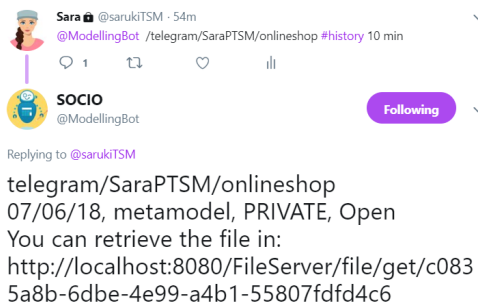 Sara @sarukiTSM · 54m
@ModellingBot /telegram/SaraPTSM/onlineshop #history 10 min
1
SOCIO
@ModellingBot
Following
Replying to @sarukiTSM
telegram/SaraPTSM/onlineshop
07/06/18, metamodel, PRIVATE, Open
You can retrieve the file in:
http://localhost:8080/FileServer/file/get/c083
5a8b-6dbe-4e99-a4b1-55807fdfd4c6